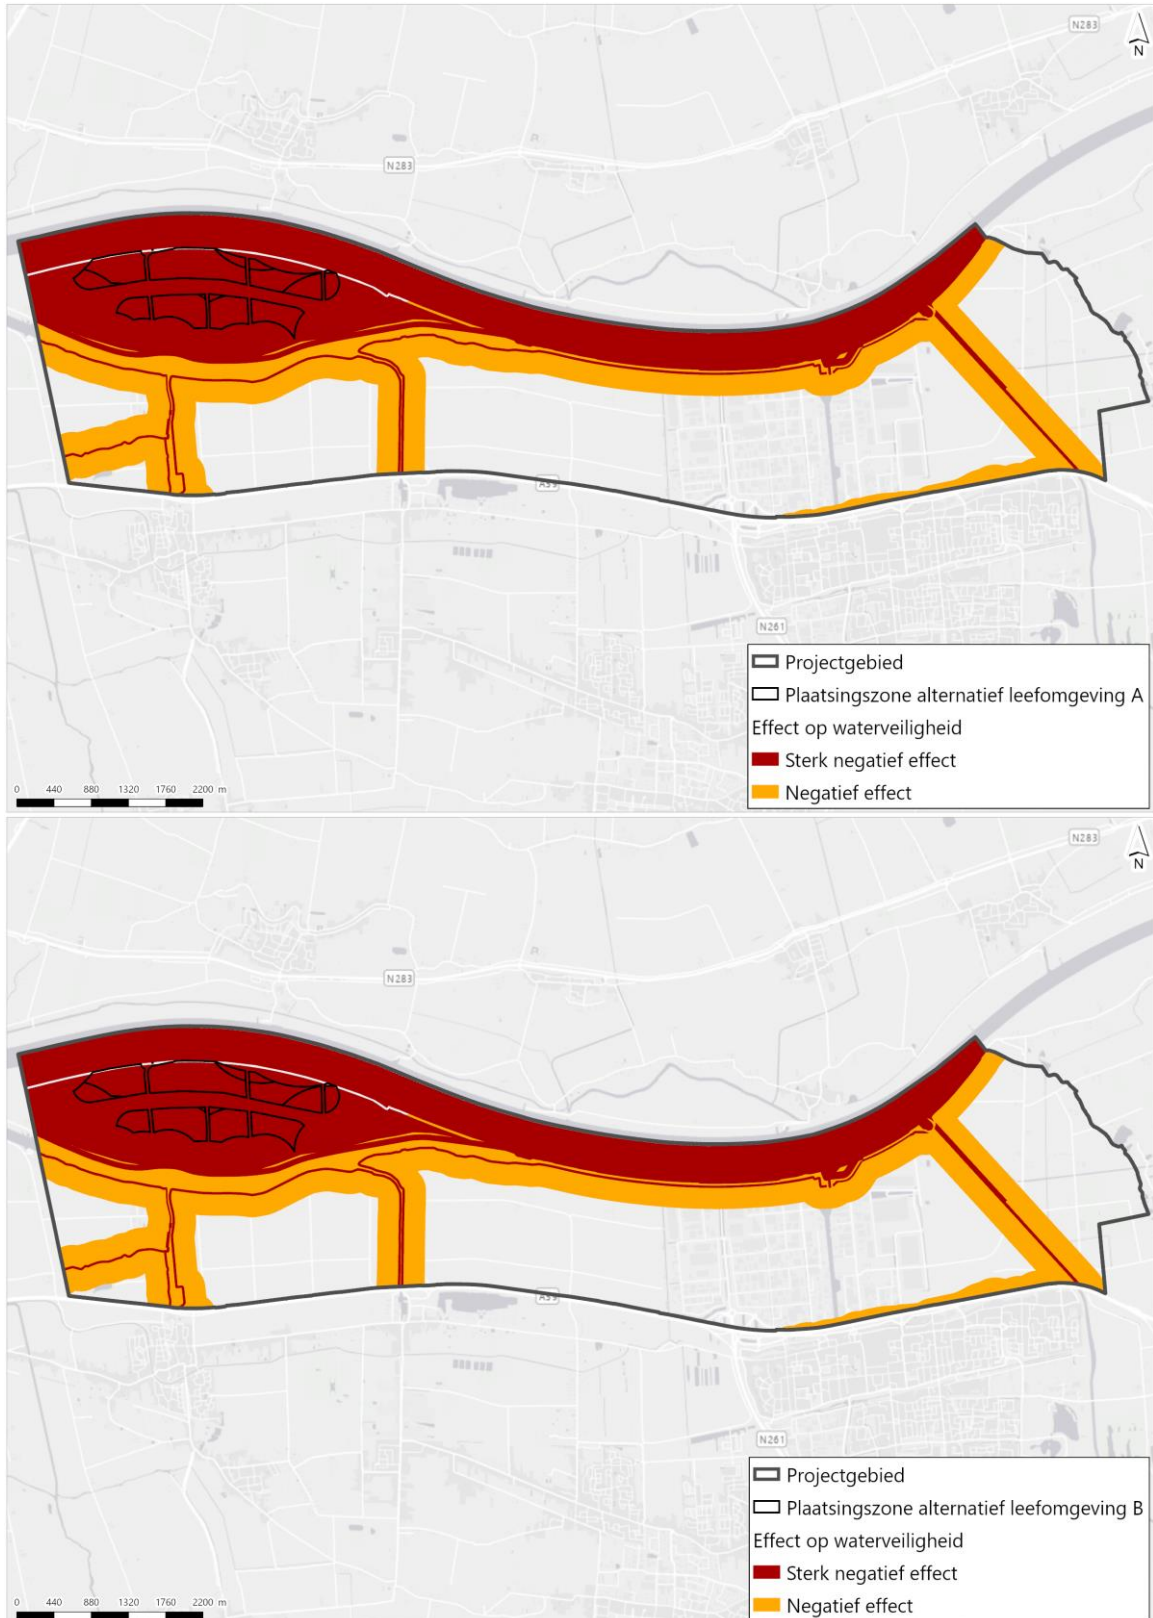 N283
N
N283
A59
N261
Projectgebied
Plaatsingszone alternatief leefomgeving A
Effect op waterveiligheid
Sterk negatief effect
Negatief effect
0 440 880 1320 1760 2200 m
N283
N
N283
A59
N261
Projectgebied
Plaatsingszone alternatief leefomgeving B
Effect op waterveiligheid
Sterk negatief effect
Negatief effect
0 440 880 1320 1760 2200 m